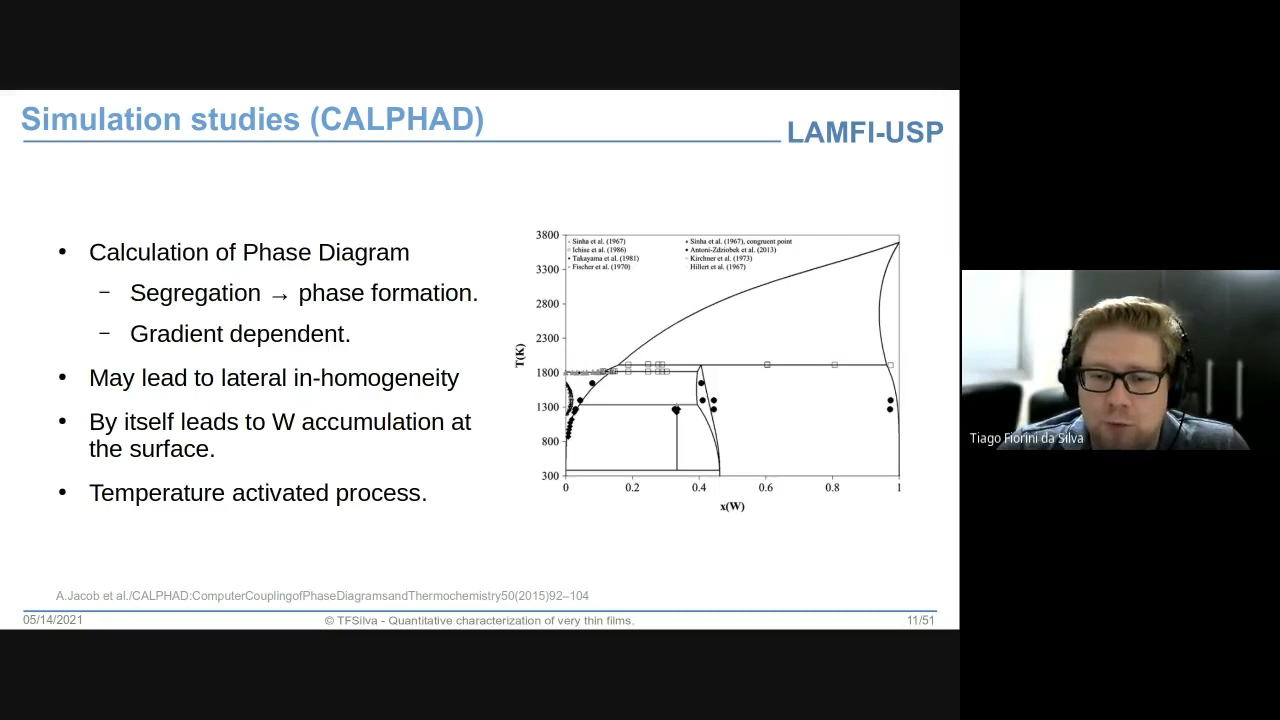 Simulation studies (CALPHAD)
LAMFI-USP
• Calculation of Phase Diagram
– Segregation → phase formation.
– Gradient dependent.
• May lead to lateral in-homogeneity
• By itself leads to W accumulation at
the surface.
• Temperature activated process.
3800
3300
2800
2300
1800
1300
800
300
T(K)
Sinha et al. (1967)
Ichise et al. (1986)
Takayama et al. (1981)
Fischer et al. (1970)
Sinha et al. (1967), congruent point
Antoni-Zdziobek et al. (2013)
Kirchner et al. (1973)
Hillert et al. (1967)
0 0.2 0.4 0.6 0.8 1
x(W)
A.Jacob et al./CALPHAD:ComputerCouplingofPhaseDiagramsandThermochemistry50(2015)92–104
05/14/2021
© TFSilva - Quantitative characterization of very thin films.
11/51
Tiago Fiorini da Silva